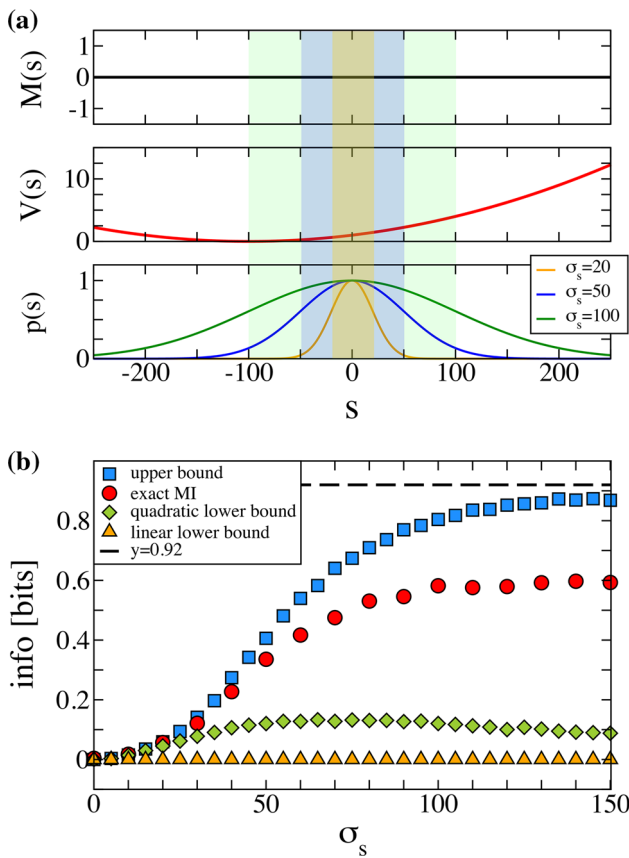 (a)
M(s)
1
0
-1
V(s)
10
0
p(s)
1
0
σs=20
σs=50
σs=100
-200 -100 0 100 200
s
(b)
info [bits]
0.8
0.6
0.4
0.2
0
upper bound
exact MI
quadratic lower bound
linear lower bound
y=0.92
0 50 100 150
σs